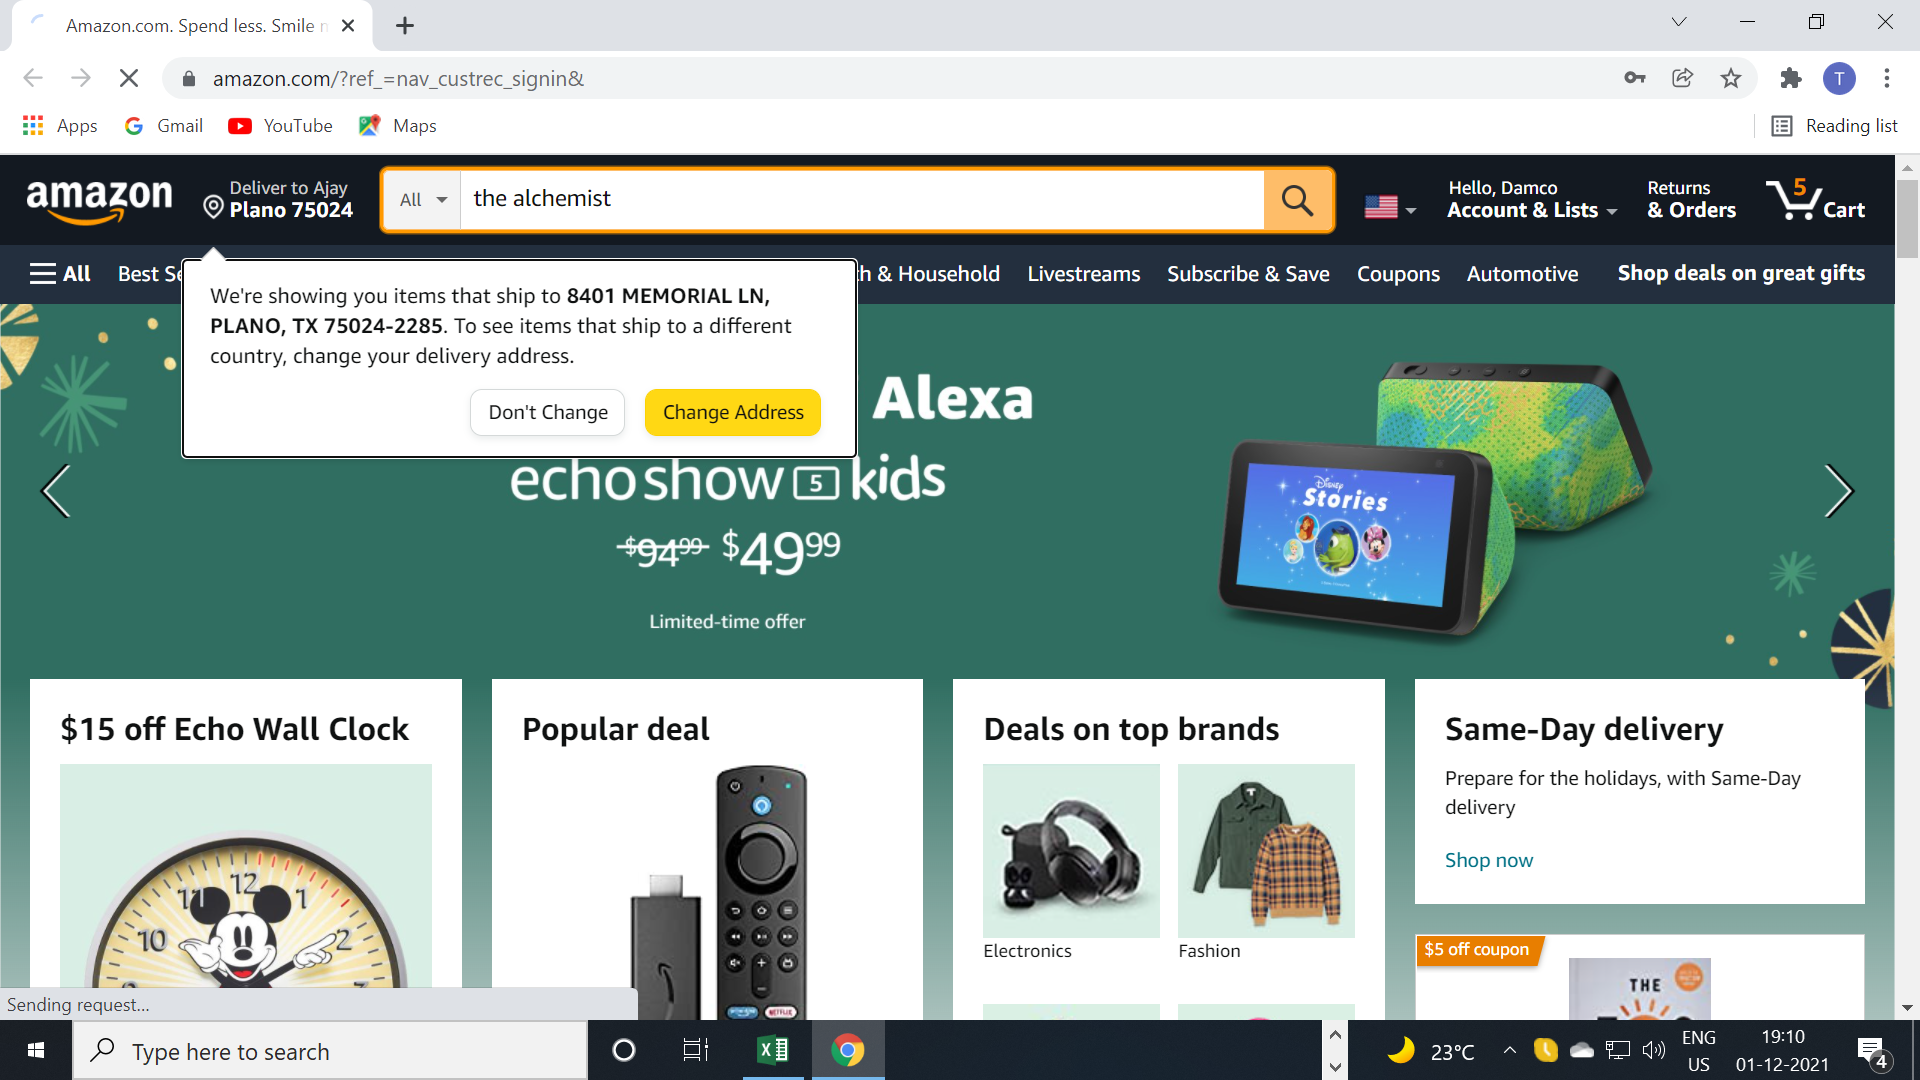 Amazon.com. Spend less. Smile
amazon.com/?ref_=nav_custrec_signin&
T
Apps
Gmail
YouTube
Maps
Reading list
amazon
Deliver to Ajay
Plano 75024
All
the alchemist
Hello, Damco
Account & Lists
Returns
& Orders
5
Cart
All
Best
& Household
Livestreams
Subscribe & Save
Coupons
Automotive
Shop deals on great gifts
We're showing you items that ship to 8401 MEMORIAL LN,
PLANO, TX 75024-2285. To see items that ship to a different
country, change your delivery address.
Don't Change
Change Address
Alexa
echo show 5 kids
$94.99 $49.99
Limited-time offer
Disney
Stories
$15 off Echo Wall Clock
11 12 1
10 2
Popular deal
NETFLIX
Deals on top brands
Electronics
Fashion
Same-Day delivery
Prepare for the holidays, with Same-Day
delivery
Shop now
$5 off coupon
THE
Sending request...
Type here to search
23°C
ENG
US
19:10
01-12-2021
4